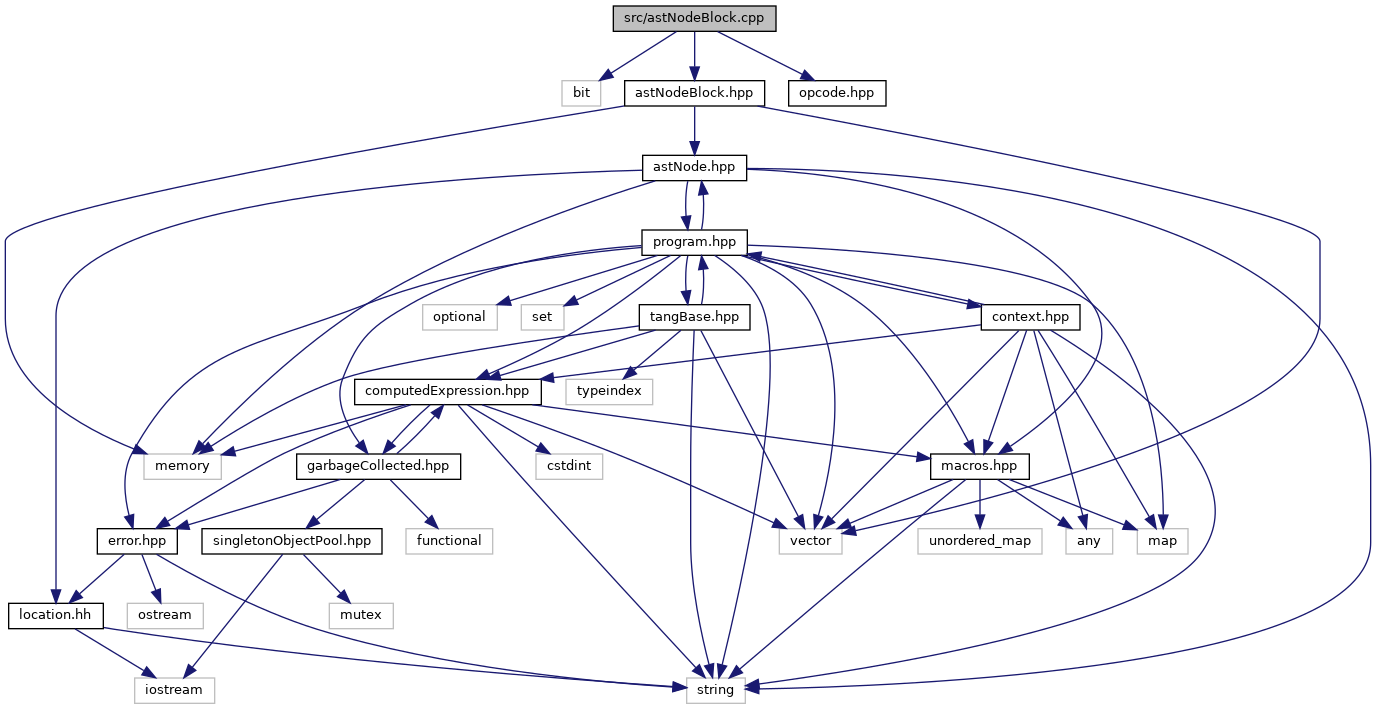 src/astNodeBlock.cpp
bit
astNodeBlock.hpp
opcode.hpp
astNode.hpp
program.hpp
optional
set
tangBase.hpp
context.hpp
computedExpression.hpp
typeindex
memory
garbageCollected.hpp
cstdint
macros.hpp
error.hpp
singletonObjectPool.hpp
functional
vector
unordered_map
any
map
location.hh
ostream
mutex
iostream
string